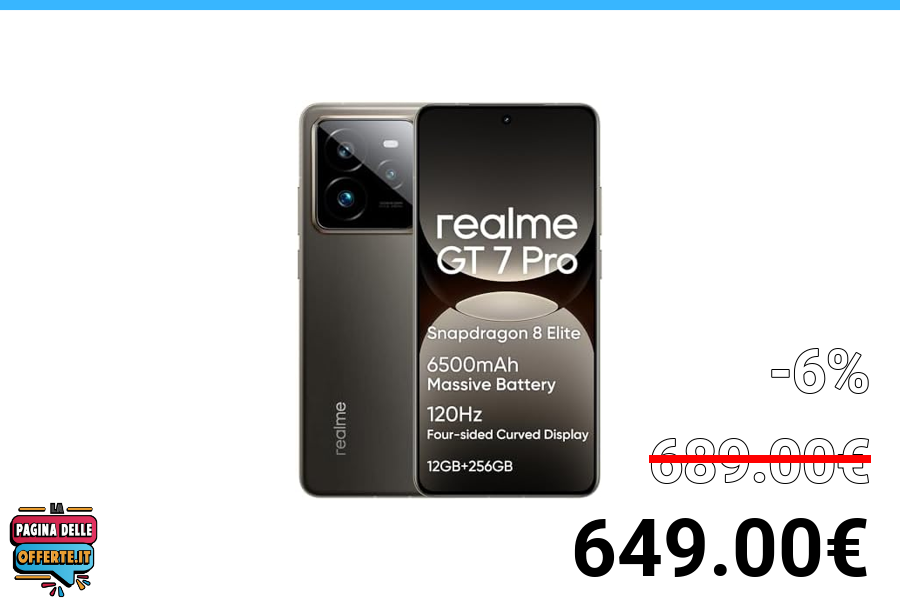 realme
GT 7 Pro
Snapdragon 8 Elite
6500mAh
Massive Battery
120Hz
Four-sided Curved Display
12GB+256GB
realme
-6%
689.00€
649.00€
LA
PAGINA DELLE
OFFERTE.IT